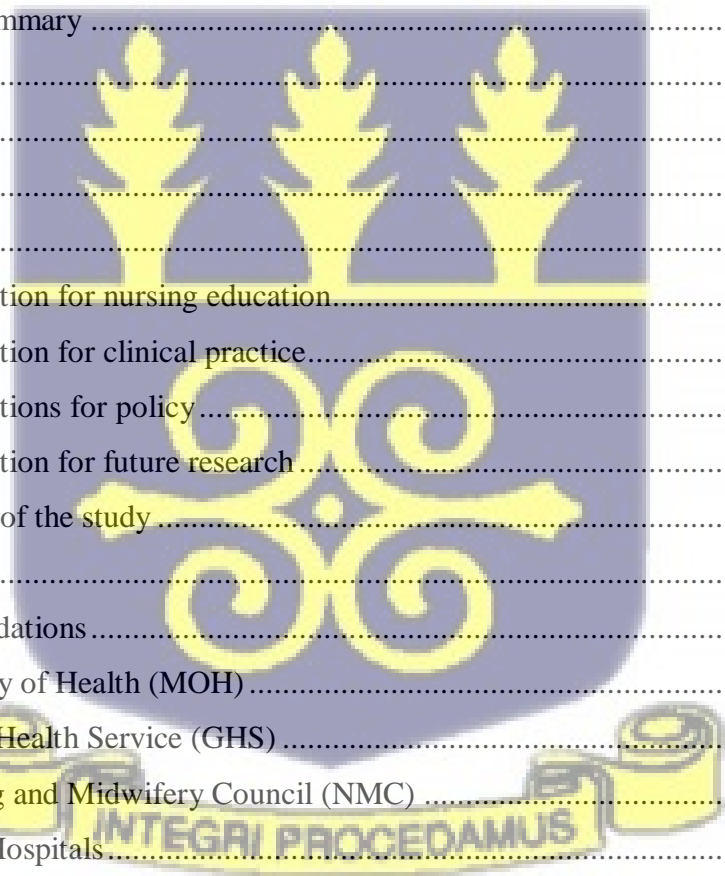 mmary ....................................................................................
................................................................................................
................................................................................................
................................................................................................
................................................................................................
tion for nursing education....................................................
tion for clinical practice........................................................
tions for policy......................................................................
tion for future research..........................................................
of the study...........................................................................
................................................................................................
dations...................................................................................
y of Health (MOH)................................................................
Health Service (GHS)...........................................................
g and Midwifery Council (NMC).........................................
INTEGRI PROCEDAMUS
Hospitals................................................................................